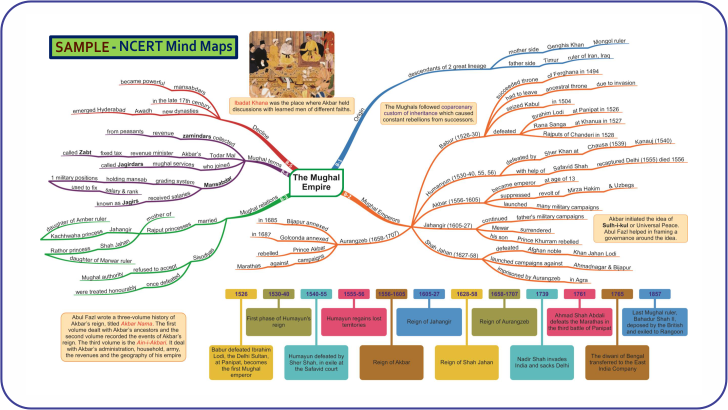 SAMPLE - NCERT Mind Maps
Ibadat Khana was the place where Akbar held
discussions with learned men of different faiths.
The Mughals followed coparcenary
custom of inheritance which caused
constant rebellions from successors.
The Mughal
Empire
Origin
descendants of 2 great lineage
mother side Genghis Khan Mongol ruler
father side Timur ruler of Iran, Iraq
Mughal Emperors
Babur (1526-30)
succeeded throne of Ferghana in 1494
had to leave ancestral throne due to invasion
seized Kabul in 1504
defeated
Ibrahim Lodi at Panipat in 1526
Rana Sanga at Khanua in 1527
Rajputs of Chanderi in 1528
Humanyun (1530-40, 55, 56)
defeated by Sher Khan at Chausa (1539) Kanauj (1540)
with help of Safavid Shah recaptured Delhi (1555) died 1556
Akbar (1556-1605)
became emperor at age of 13
suppressed revolt of Mirza Hakim & Uzbegs
launched many military campaigns
Jahangir (1605-27)
continued father's military campaigns
Mewar surrendered
his son Prince Khurram rebelled
Shah Jahan (1627-58)
defeated Afghan noble Khan Jahan Lodi
launched campaigns against Ahmadnagar & Bijapur
imprisoned by Aurangzeb in Agra
Aurangzeb (1658-1707)
in 1685 Bijapur annexed
in 1687 Golconda annexed
rebelled Prince Akbar
Marathas against campaigns
Akbar initiated the idea of
Sulh-i-kul or Universal Peace.
Abul Fazl helped in framing a
governance around the idea.
Mughal relations
Rajput princesses married
mother of Jahangir Kachhwaha princess daughter of Amber ruler
mother of Shah Jahan Rathor princess daughter of Marwar ruler
Sisodiyas
refused to accept Mughal authority
once defeated were treated honourably
Mughal terms
zamindars collected revenue from peasants
Akbar's revenue minister Todar Mal
fixed tax called Zabt
who joined mughal services called Jagirdars
Mansabdar
grading system holding mansab 1 military positions
used to fix salary & rank
received salaries known as Jagirs
Decline
mansabdars became powerful
in the late 17th century
new dynasties Awadh Hyderabad emerged
Abul Fazl wrote a three-volume history of
Akbar's reign, titled Akbar Nama. The first
volume dealt with Akbar's ancestors and the
second volume recorded the events of Akbar's
reign. The third volume is the Ain-i-Akbari. It deal
with Akbar's administration, household, army,
the revenues and the geography of his empire
1526
Babur defeated Ibrahim
Lodi, the Delhi Sultan,
at Panipat, becomes
the first Mughal
emperor
1530-40
First phase of Humayun's
reign
1540-55
Humayun defeated by
Sher Shah, in exile at
the Safavid court
1555-56
Humayun regains lost
territories
1556-1605
Reign of Akbar
1605-27
Reign of Jahangir
1628-58
Reign of Shah Jahan
1658-1707
Reign of Aurangzeb
1739
Nadir Shah invades
India and sacks Delhi
1761
Ahmad Shah Abdali
defeats the Marathas in
the third battle of Panipat
1765
The diwani of Bengal
transferred to the East
India Company
1857
Last Mughal ruler,
Bahadur Shah II,
deposed by the British
and exiled to Rangoon